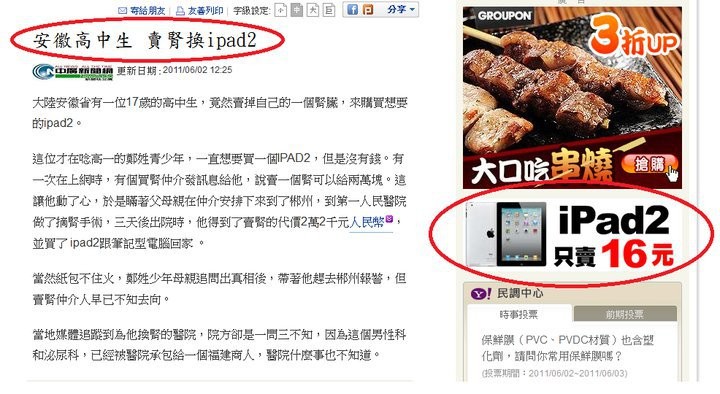 寄給朋友 友善列印 字級設定: 小 中 大 分享
安徽高中生 賣腎換ipad2
中廣新聞網 更新日期:2011/06/02 12:25
大陸安徽省有一位17歲的高中生，竟然賣掉自己的一個腎臟，來購買想要
的ipad2。
這位才在唸高一的鄭姓青少年，一直想要買一個IPAD2，但是沒有錢。有
一次在上網時，有個買腎仲介發訊息給他，說賣一個腎可以給兩萬塊。這
讓他動了心，於是瞞著父母親在仲介安排下來到了郴州，到第一人民醫院
做了摘腎手術，三天後出院時，他得到了賣腎的代價2萬2千元人民幣，
並買了ipad2跟筆記型電腦回家。
當然紙包不住火，鄭姓少年母親追問出真相後，帶著他趕去郴州報警，但
賣腎仲介人早已不知去向。
當地媒體追蹤到為他換腎的醫院，院方卻是一問三不知，因為這個男性科
和泌尿科，已經被醫院承包給一個福建商人，醫院什麼事也不知道。
GROUPON
3折UP
大口吃串燒 搶購
iPad2
只賣16元
Y! 民調中心
時事投票 前期投票
保鮮膜（PVC、PVDC材質）也含塑
化劑，請問你常用保鮮膜嗎？
(投票期間：2011/06/02~2011/06/03)